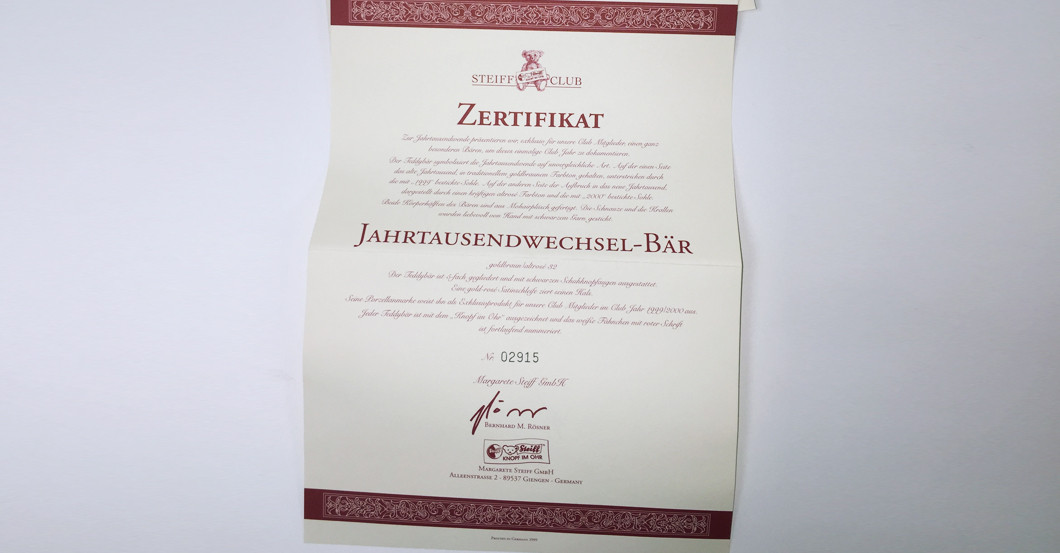 STEIFF CLUB
ZERTIFIKAT
Zur Jahrtausendwende präsentieren wir exklusiv für unsere Club Mitglieder einen ganz
besonderen Bären, um dieses einmalige Club Jahr zu dokumentieren.
Der Teddybär symbolisiert die Jahrtausendwende auf unvergleichliche Art. Auf der einen Seite
das alte Jahrtausend, in traditionellem goldbraunem Farbton gehalten, unterstrichen durch
die mit „1999" bestickte Sohle. Auf der anderen Seite der Aufbruch in das neue Jahrtausend,
dargestellt durch einen kräftigen altrosé Farbton und die mit „2000" bestickte Sohle.
Beide Körperhälften des Bären sind aus Mohairplüsch gefertigt. Die Schnauze und die Krallen
wurden liebevoll von Hand mit schwarzem Garn gestickt.
JAHRTAUSENDWECHSEL-BÄR
goldbraun/altrosé 32
Der Teddybär ist 5-fach gegliedert und mit schwarzen Schuhknopfaugen ausgestattet.
Eine gold-rosé Satinschleife ziert seinen Hals.
Seine Porzellanmarke weist ihn als Exklusivprodukt für unsere Club Mitglieder im Club Jahr 1999/2000 aus.
Jeder Teddybär ist mit dem „Knopf im Ohr" ausgezeichnet und das weiße Fähnchen mit roter Schrift
ist fortlaufend nummeriert.
Nr. 02915
Margarete Steiff GmbH
BERNHARD M. RÖSNER
Steiff
KNOPF IM OHR
MARGARETE STEIFF GMBH
ALLEENSTRASSE 2 - 89537 GIENGEN - GERMANY